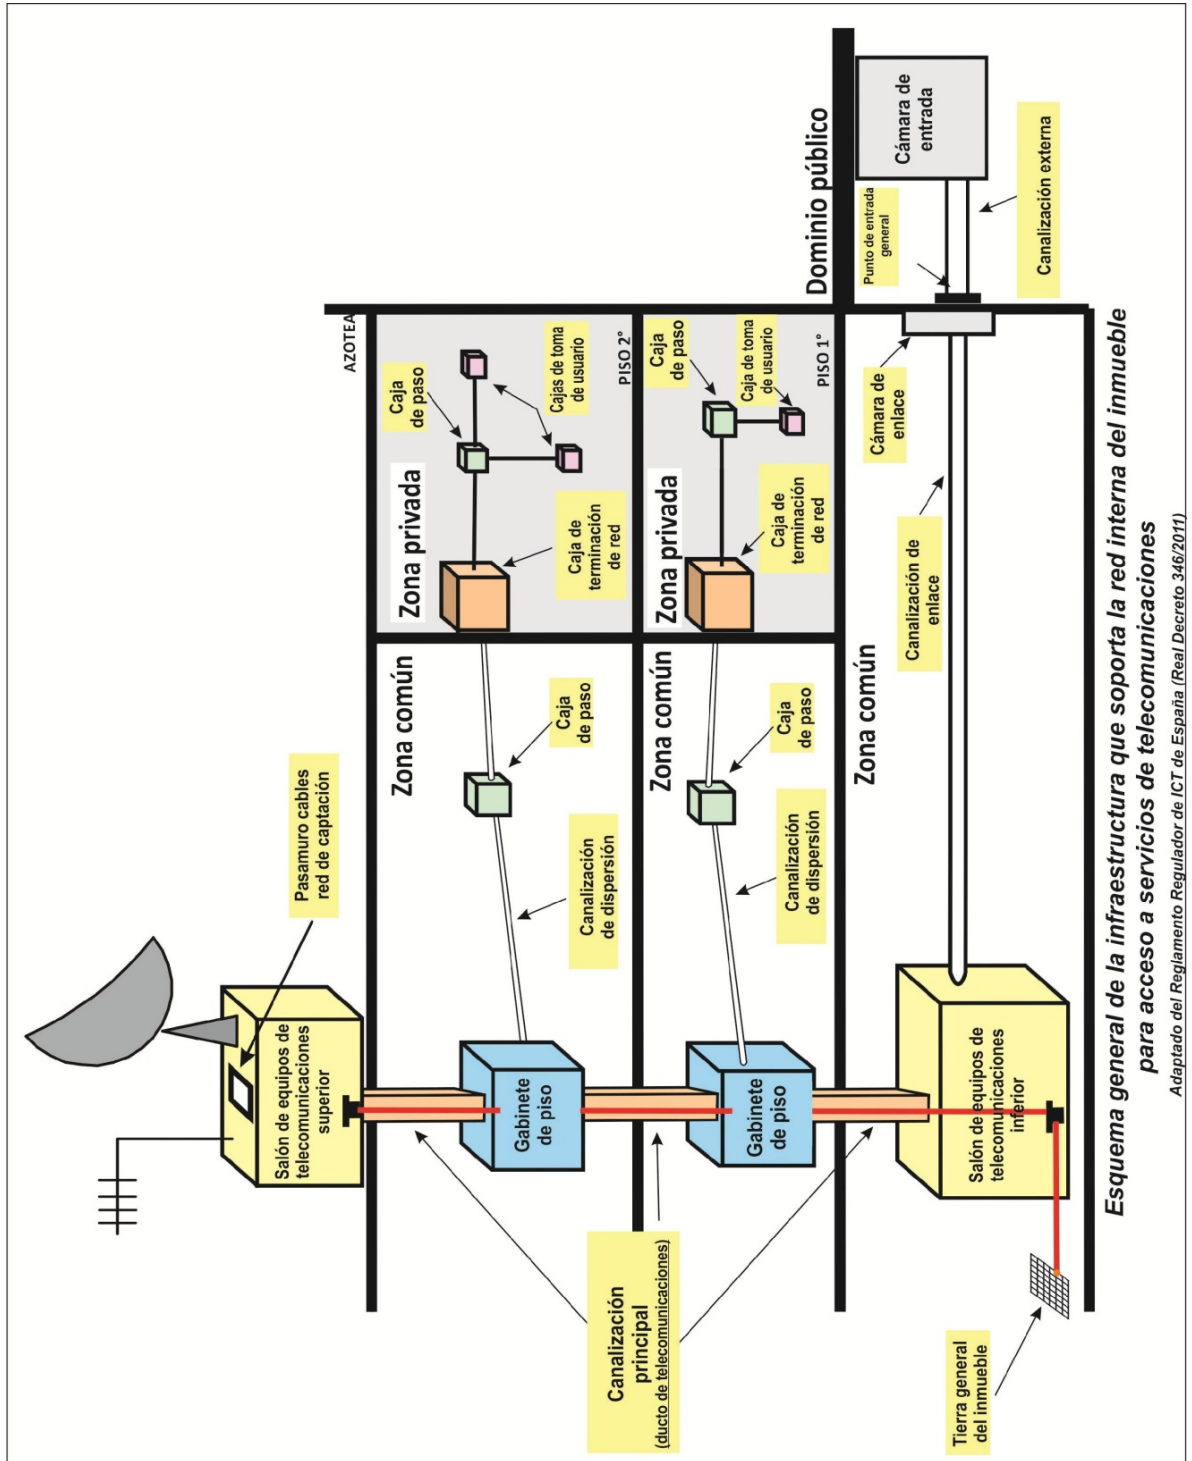 Pasamuro cables
red de captación
Salón de equipos de
telecomunicaciones
superior
AZOTEA
Zona común
Zona privada
Caja
de paso
Cajas de toma
de usuario
Caja de
terminación
de red
PISO 2°
Caja
de paso
Canalización
de dispersión
Gabinete
de piso
Canalización
principal
(ducto de telecomunicaciones)
Zona común
Zona privada
Caja
de paso
Caja de toma
de usuario
Caja de
terminación
de red
PISO 1°
Caja
de paso
Canalización
de dispersión
Gabinete
de piso
Dominio público
Cámara de
entrada
Punto de entrada
general
Canalización externa
Zona común
Cámara de
enlace
Canalización de
enlace
Salón de equipos de
telecomunicaciones
inferior
Tierra general
del inmueble
Esquema general de la infraestructura que soporta la red interna del inmueble
para acceso a servicios de telecomunicaciones
Adaptado del Reglamento Regulador de ICT de España (Real Decreto 346/2011)